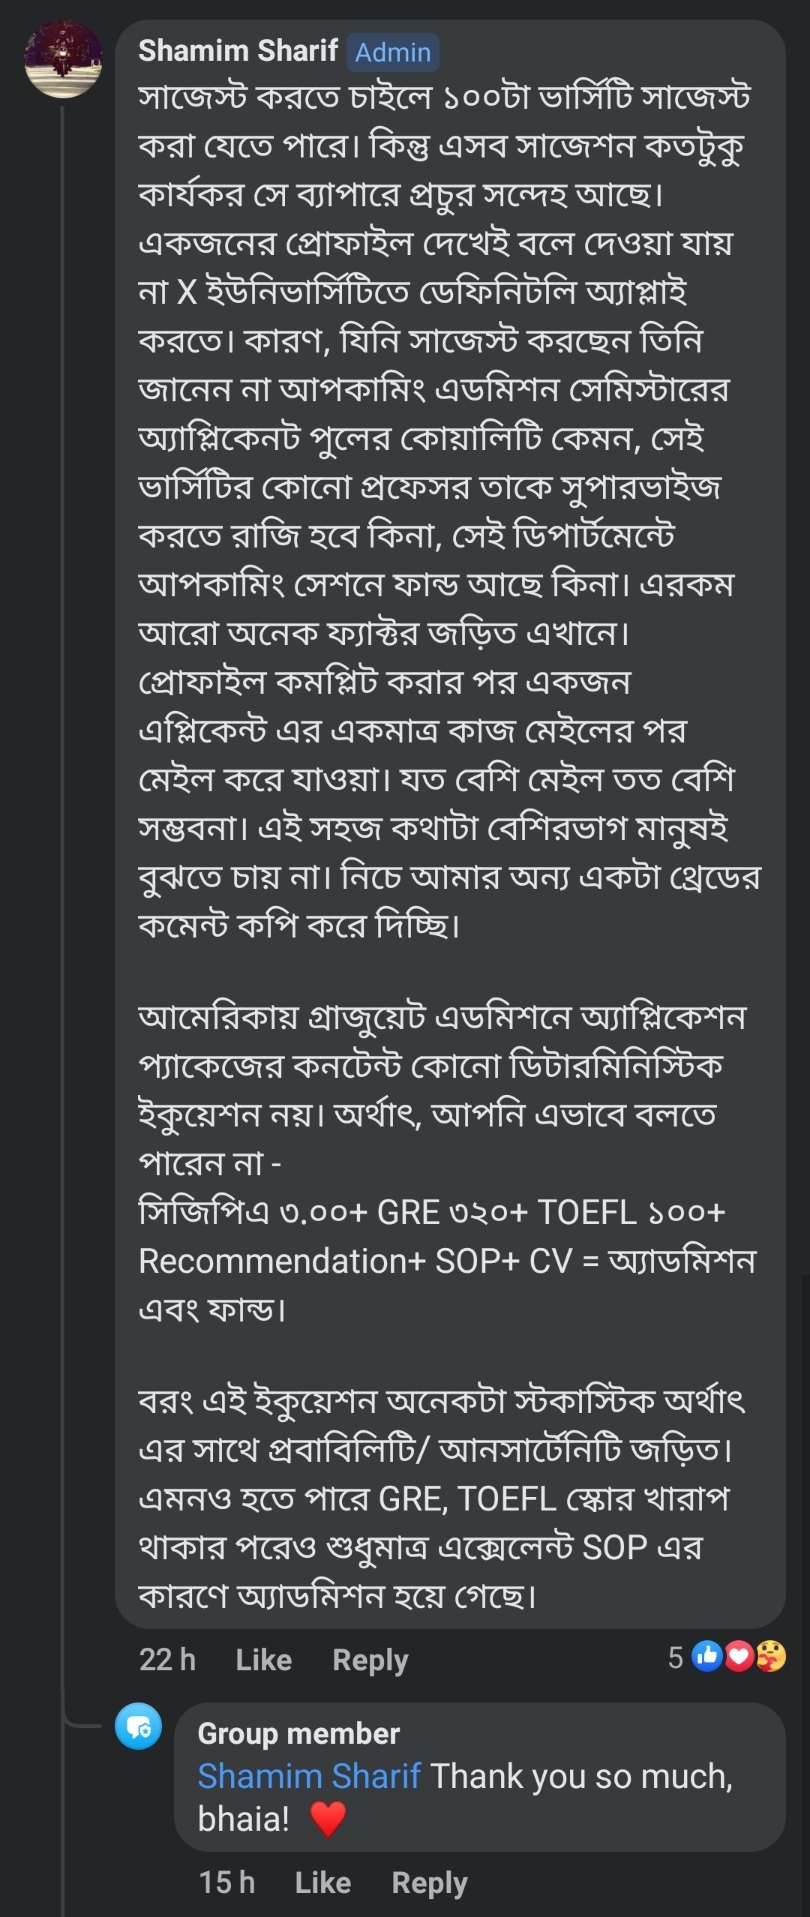 Shamim Sharif Admin
সাজেস্ট করতে চাইলে ১০০টা ভার্সিটি সাজেস্ট
করা যেতে পারে। কিন্তু এসব সাজেশন কতটুকু
কার্যকর সে ব্যাপারে প্রচুর সন্দেহ আছে।
একজনের প্রোফাইল দেখেই বলে দেওয়া যায়
না X ইউনিভার্সিটিতে ডেফিনিটলি অ্যাপ্লাই
করতে। কারণ, যিনি সাজেস্ট করছেন তিনি
জানেন না আপকামিং এডমিশন সেমিস্টারের
অ্যাপ্লিকেনট পুলের কোয়ালিটি কেমন, সেই
ভার্সিটির কোনো প্রফেসর তাকে সুপারভাইজ
করতে রাজি হবে কিনা, সেই ডিপার্টমেন্টে
আপকামিং সেশনে ফান্ড আছে কিনা। এরকম
আরো অনেক ফ্যাক্টর জড়িত এখানে।
প্রোফাইল কমপ্লিট করার পর একজন
এপ্লিকেন্ট এর একমাত্র কাজ মেইলের পর
মেইল করে যাওয়া। যত বেশি মেইল তত বেশি
সম্ভবনা। এই সহজ কথাটা বেশিরভাগ মানুষই
বুঝতে চায় না। নিচে আমার অন্য একটা থ্রেডের
কমেন্ট কপি করে দিচ্ছি।
আমেরিকায় গ্রাজুয়েট এডমিশনে অ্যাপ্লিকেশন
প্যাকেজের কনটেন্ট কোনো ডিটারমিনিস্টিক
ইকুয়েশন নয়। অর্থাৎ, আপনি এভাবে বলতে
পারেন না -
সিজিপিএ ৩.০০+ GRE ৩২০+ TOEFL ১০০+
Recommendation+ SOP+ CV = অ্যাডমিশন
এবং ফান্ড।
বরং এই ইকুয়েশন অনেকটা স্টকাস্টিক অর্থাৎ
এর সাথে প্রবাবিলিটি/ আনসার্টেনিটি জড়িত।
এমনও হতে পারে GRE, TOEFL স্কোর খারাপ
থাকার পরেও শুধুমাত্র এক্সেলেন্ট SOP এর
কারণে অ্যাডমিশন হয়ে গেছে।
22 h Like Reply 5
Group member
Shamim Sharif Thank you so much,
bhaia! ❤️
15 h Like Reply